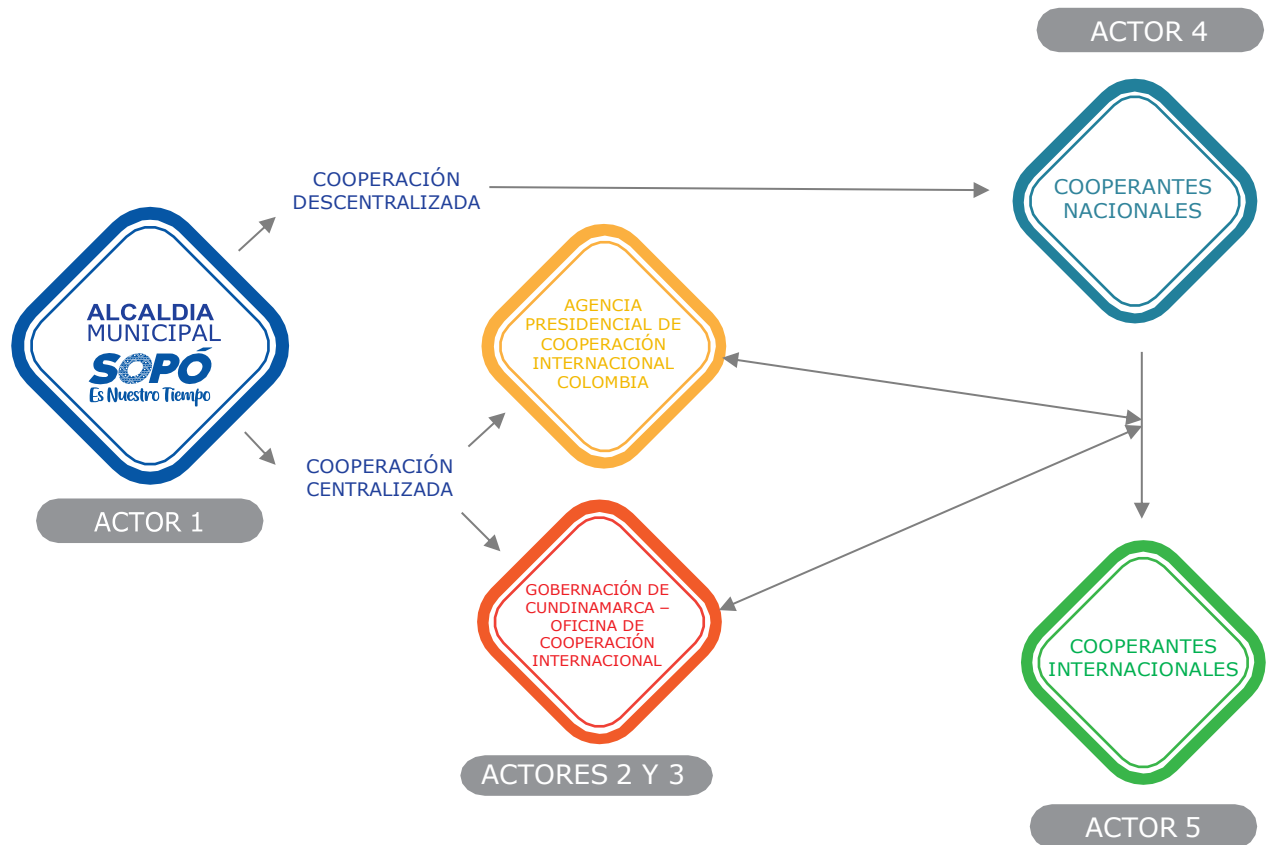 ACTOR 4
COOPERANTES
NACIONALES
COOPERACIÓN
DESCENTRALIZADA
ALCALDIA
MUNICIPAL
SOPÓ
Es Nuestro Tiempo
ACTOR 1
AGENCIA
PRESIDENCIAL DE
COOPERACIÓN
INTERNACIONAL
COLOMBIA
COOPERACIÓN
CENTRALIZADA
GOBERNACIÓN DE
CUNDINAMARCA –
OFICINA DE
COOPERACIÓN
INTERNACIONAL
ACTORES 2 Y 3
COOPERANTES
INTERNACIONALES
ACTOR 5